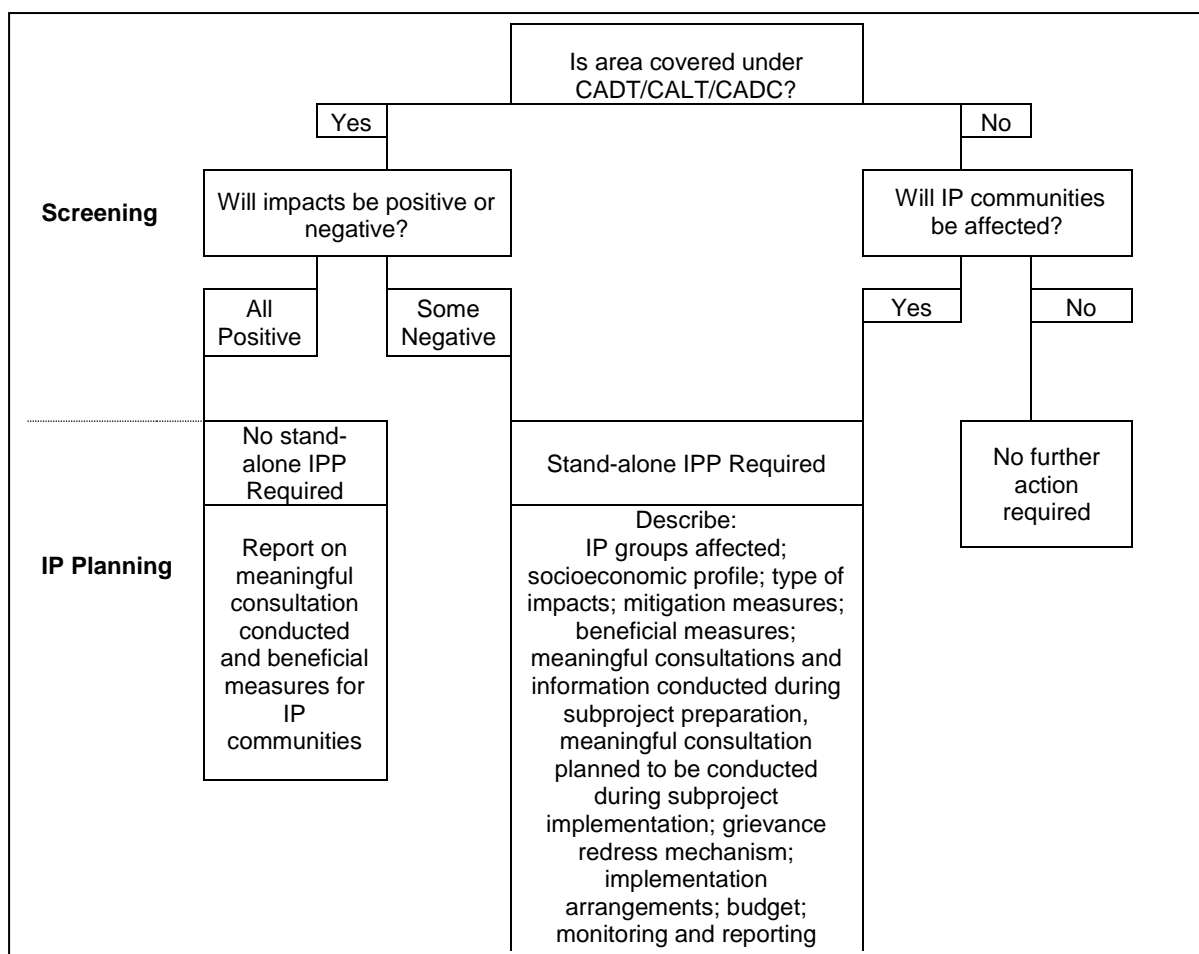 Is area covered under
CADT/CALT/CADC?
Yes
No
Screening
Will impacts be positive or
negative?
Will IP communities
be affected?
All
Positive
Some
Negative
Yes
No
No stand-
alone IPP
Required
Stand-alone IPP Required
No further
action
required
IP Planning
Report on
meaningful
consultation
conducted
and beneficial
measures for
IP
communities
Describe:
IP groups affected;
socioeconomic profile; type of
impacts; mitigation measures;
beneficial measures;
meaningful consultations and
information conducted during
subproject preparation,
meaningful consultation
planned to be conducted
during subproject
implementation; grievance
redress mechanism;
implementation
arrangements; budget;
monitoring and reporting